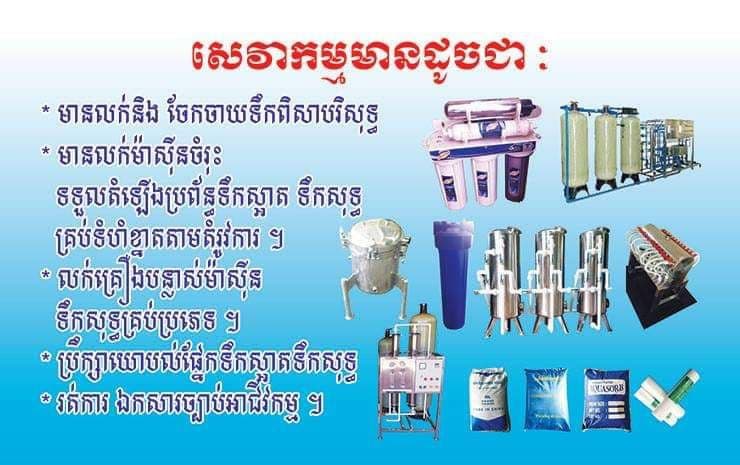 សេវាកម្មមានដូចជា :
* មានលក់និង ចែកចាយទឹកពិសាបរិសុទ្ធ
* មានលក់ម៉ាស៊ីនចំរុះ
ទទួលតំឡើងប្រព័ន្ធទឹកស្អាត ទឹកសុទ្ធ
គ្រប់ទំហំខ្នាតតាមតំរូវការ ។
* លក់គ្រឿងបន្លាស់ម៉ាស៊ីន
ទឹកសុទ្ធគ្រប់ប្រភេទ ។
* ប្រឹក្សាយោបល់ផ្នែកទឹកស្អាតទឹកសុទ្ធ
* រត់ការ ឯកសារច្បាប់អាជីវកម្ម ។
MADE IN CHINA
AQUASORB